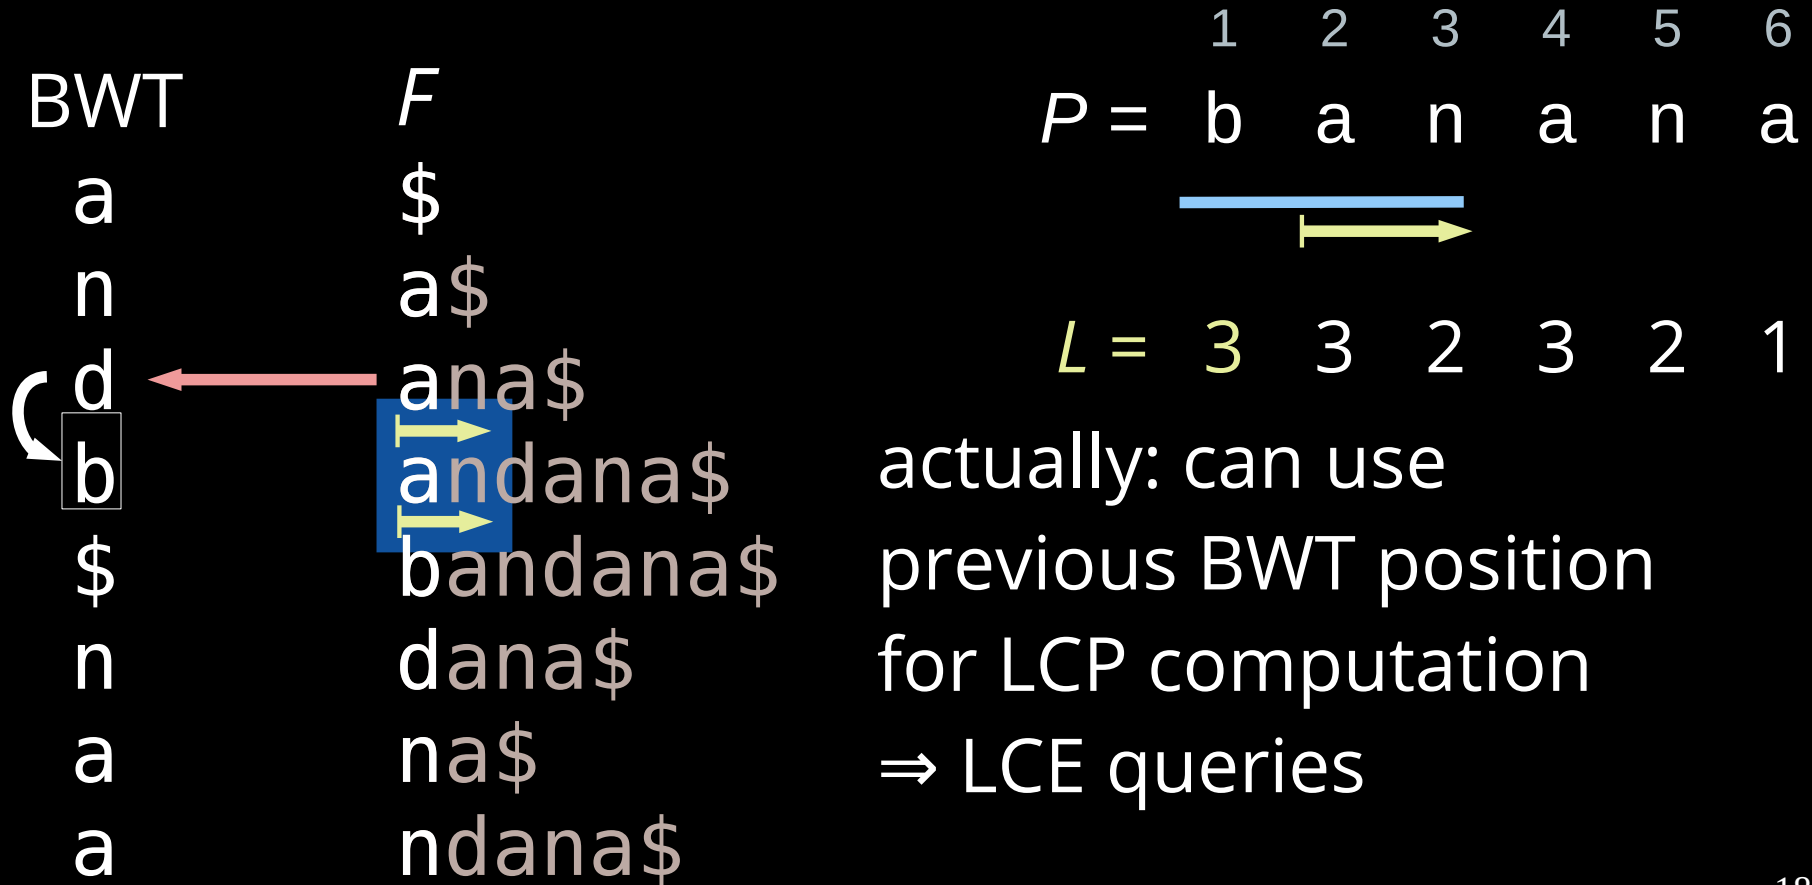 1 2 3 4 5 6
BWT F
P = b a n a n a
a $
n a$
d ana$
L = 3 3 2 3 2 1
b andana$
actually: can use
$ bandana$
previous BWT position
n dana$
for LCP computation
a na$
⇒ LCE queries
a ndana$